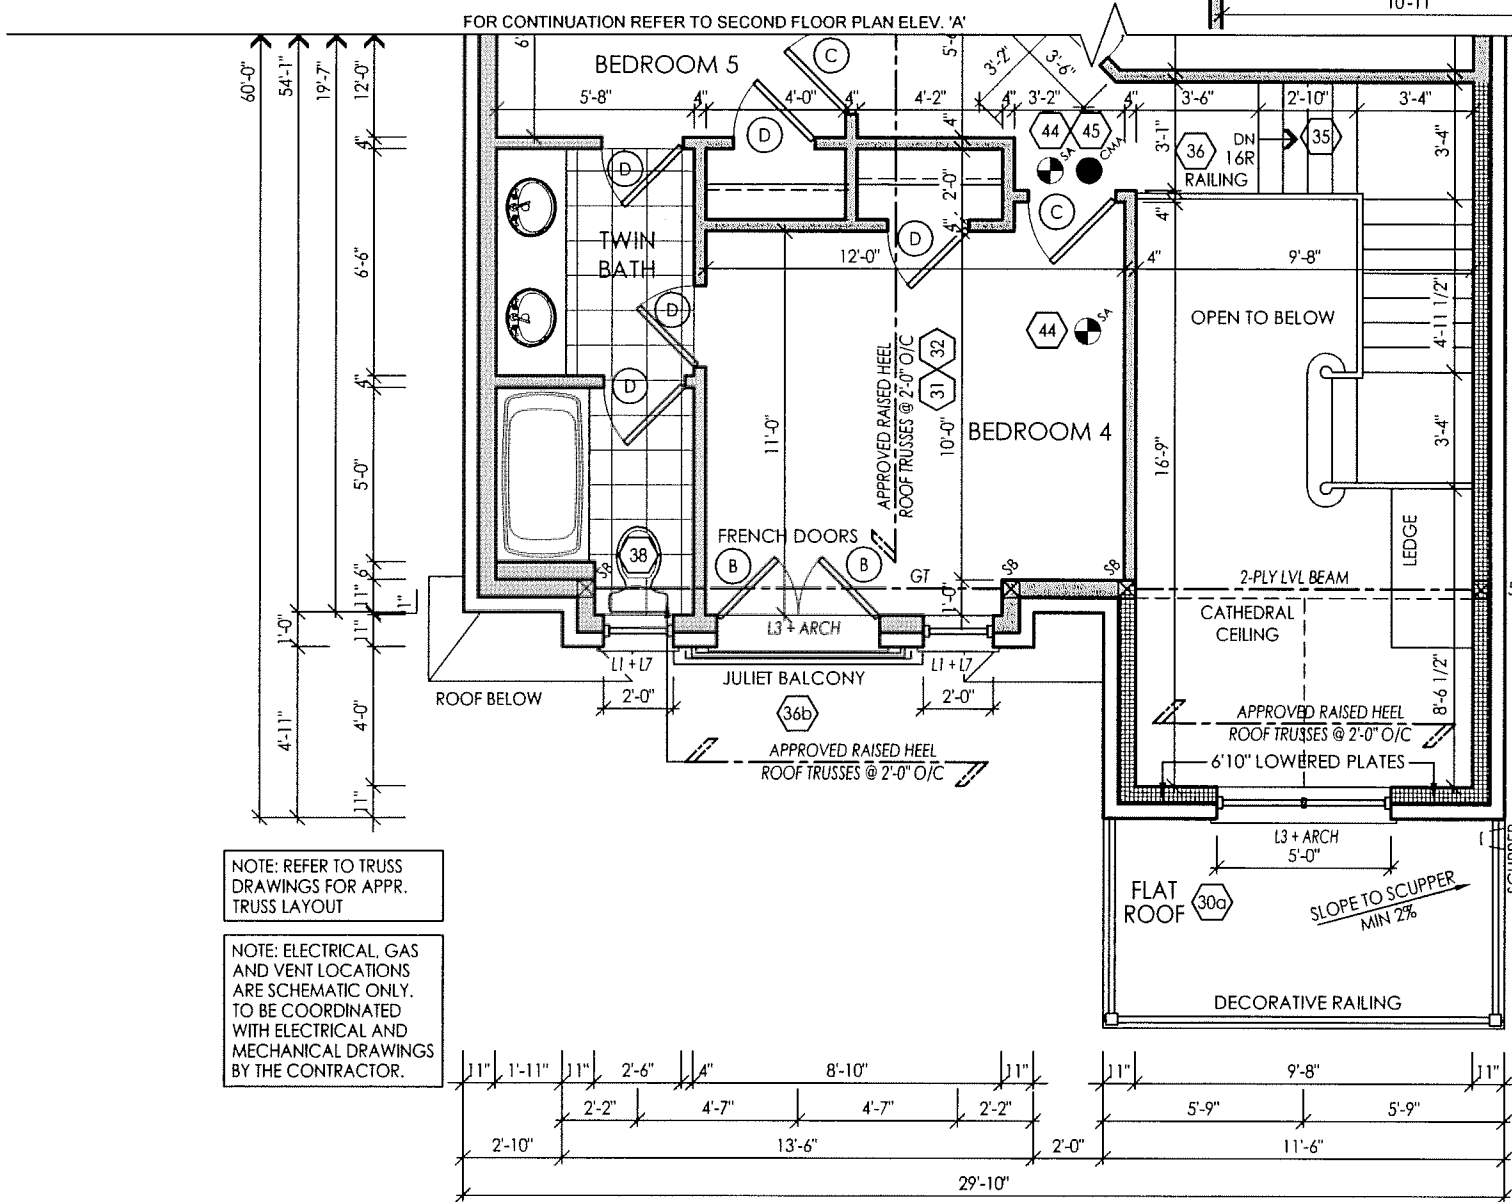 10'-11"
FOR CONTINUATION REFER TO SECOND FLOOR PLAN ELEV. 'A'
60'-0"
54'-1"
19'-7"
12'-0"
BEDROOM 5
C
3'-2"
3'-6"
5'-8"
4"
4'-0"
4"
4'-2"
4"
3'-2"
4"
3'-6"
2'-10"
3'-4"
4"
D
4"
44
45
SA
CMA
3'-1"
36
DN
16R
RAILING
35
3'-4"
D
2'-0"
4"
C
4"
TWIN
BATH
D
6'-6"
12'-0"
4"
9'-8"
D
44
SA
OPEN TO BELOW
4'-11 1/2"
32
31
APPROVED RAISED HEEL
ROOF TRUSSES @ 2'-0" O/C
4"
D
11'-0"
10'-0"
BEDROOM 4
16'-9"
3'-4"
5'-0"
FRENCH DOORS
LEDGE
38
SB
B
B
GT
SB
SB
2-PLY LVL BEAM
6"
11"
1"
1'-0"
CATHEDRAL
CEILING
1'-0"
11"
L3 + ARCH
L1 + L7
L1 + L7
JULIET BALCONY
ROOF BELOW
2'-0"
2'-0"
36b
4'-11"
4'-0"
8'-6 1/2"
APPROVED RAISED HEEL
ROOF TRUSSES @ 2'-0" O/C
APPROVED RAISED HEEL
ROOF TRUSSES @ 2'-0" O/C
6'10" LOWERED PLATES
11"
L3 + ARCH
5'-0"
NOTE: REFER TO TRUSS
DRAWINGS FOR APPR.
TRUSS LAYOUT
FLAT
ROOF
30a
SLOPE TO SCUPPER
MIN 2%
NOTE: ELECTRICAL, GAS
AND VENT LOCATIONS
ARE SCHEMATIC ONLY.
TO BE COORDINATED
WITH ELECTRICAL AND
MECHANICAL DRAWINGS
BY THE CONTRACTOR.
DECORATIVE RAILING
11"
1'-11"
11"
2'-6"
4"
8'-10"
11"
11"
9'-8"
11"
2'-2"
4'-7"
4'-7"
2'-2"
5'-9"
5'-9"
2'-10"
13'-6"
2'-0"
11'-6"
29'-10"